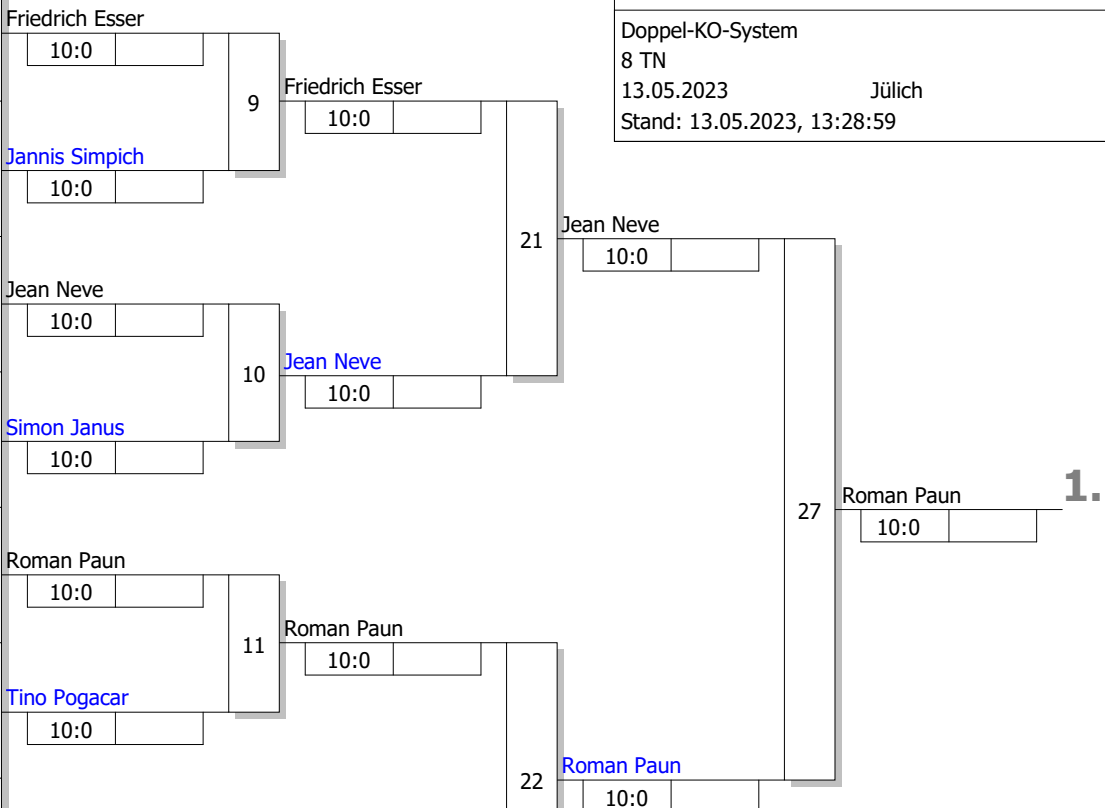 Friedrich Esser
10:0
Doppel-KO-System
8 TN
13.05.2023 Jülich
Stand: 13.05.2023, 13:28:59
9
Friedrich Esser
10:0
Jannis Simpich
10:0
21
Jean Neve
10:0
Jean Neve
10:0
10
Jean Neve
10:0
Simon Janus
10:0
27
Roman Paun
10:0
1.
Roman Paun
10:0
11
Roman Paun
10:0
Tino Pogacar
10:0
22
Roman Paun
10:0